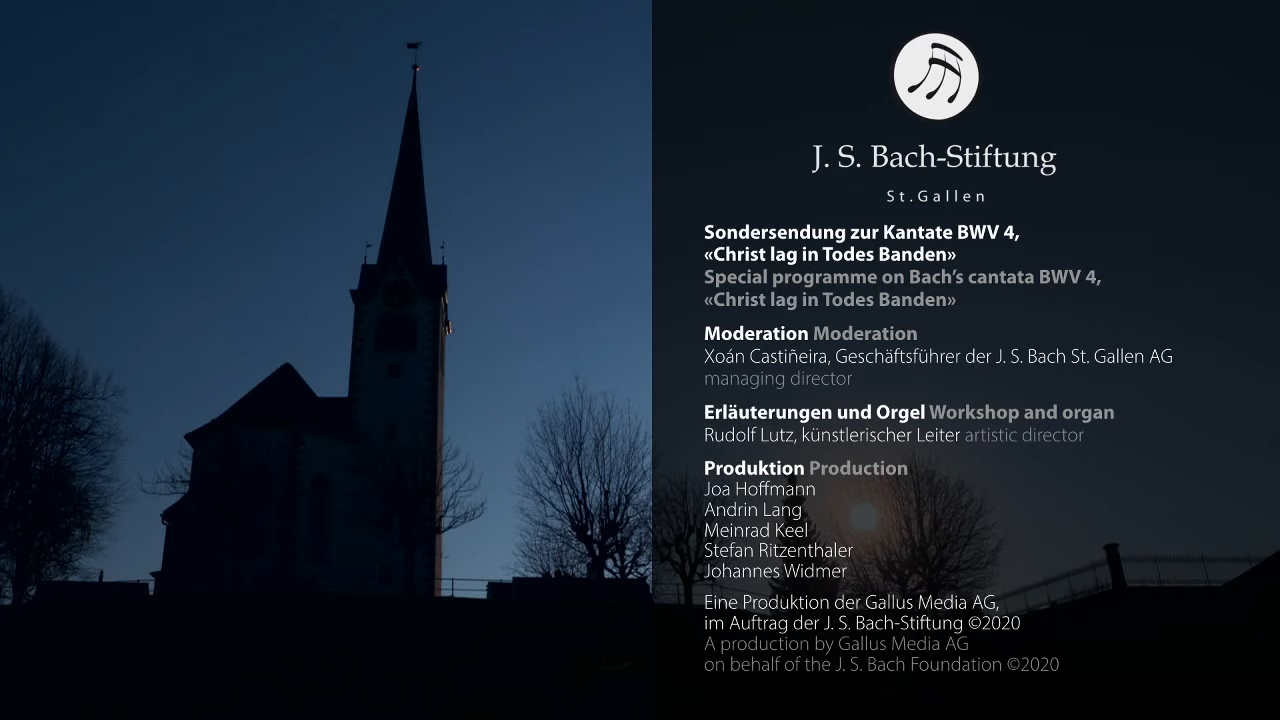 J. S. Bach-Stiftung
St.Gallen
Sondersendung zur Kantate BWV 4,
«Christ lag in Todes Banden»
Special programme on Bach’s cantata BWV 4,
«Christ lag in Todes Banden»
Moderation Moderation
Xoán Castiñeira, Geschäftsführer der J. S. Bach St. Gallen AG
managing director
Erläuterungen und Orgel Workshop and organ
Rudolf Lutz, künstlerischer Leiter artistic director
Produktion Production
Joa Hoffmann
Andrin Lang
Meinrad Keel
Stefan Ritzenthaler
Johannes Widmer
Eine Produktion der Gallus Media AG,
im Auftrag der J. S. Bach-Stiftung ©2020
A production by Gallus Media AG
on behalf of the J. S. Bach Foundation ©2020